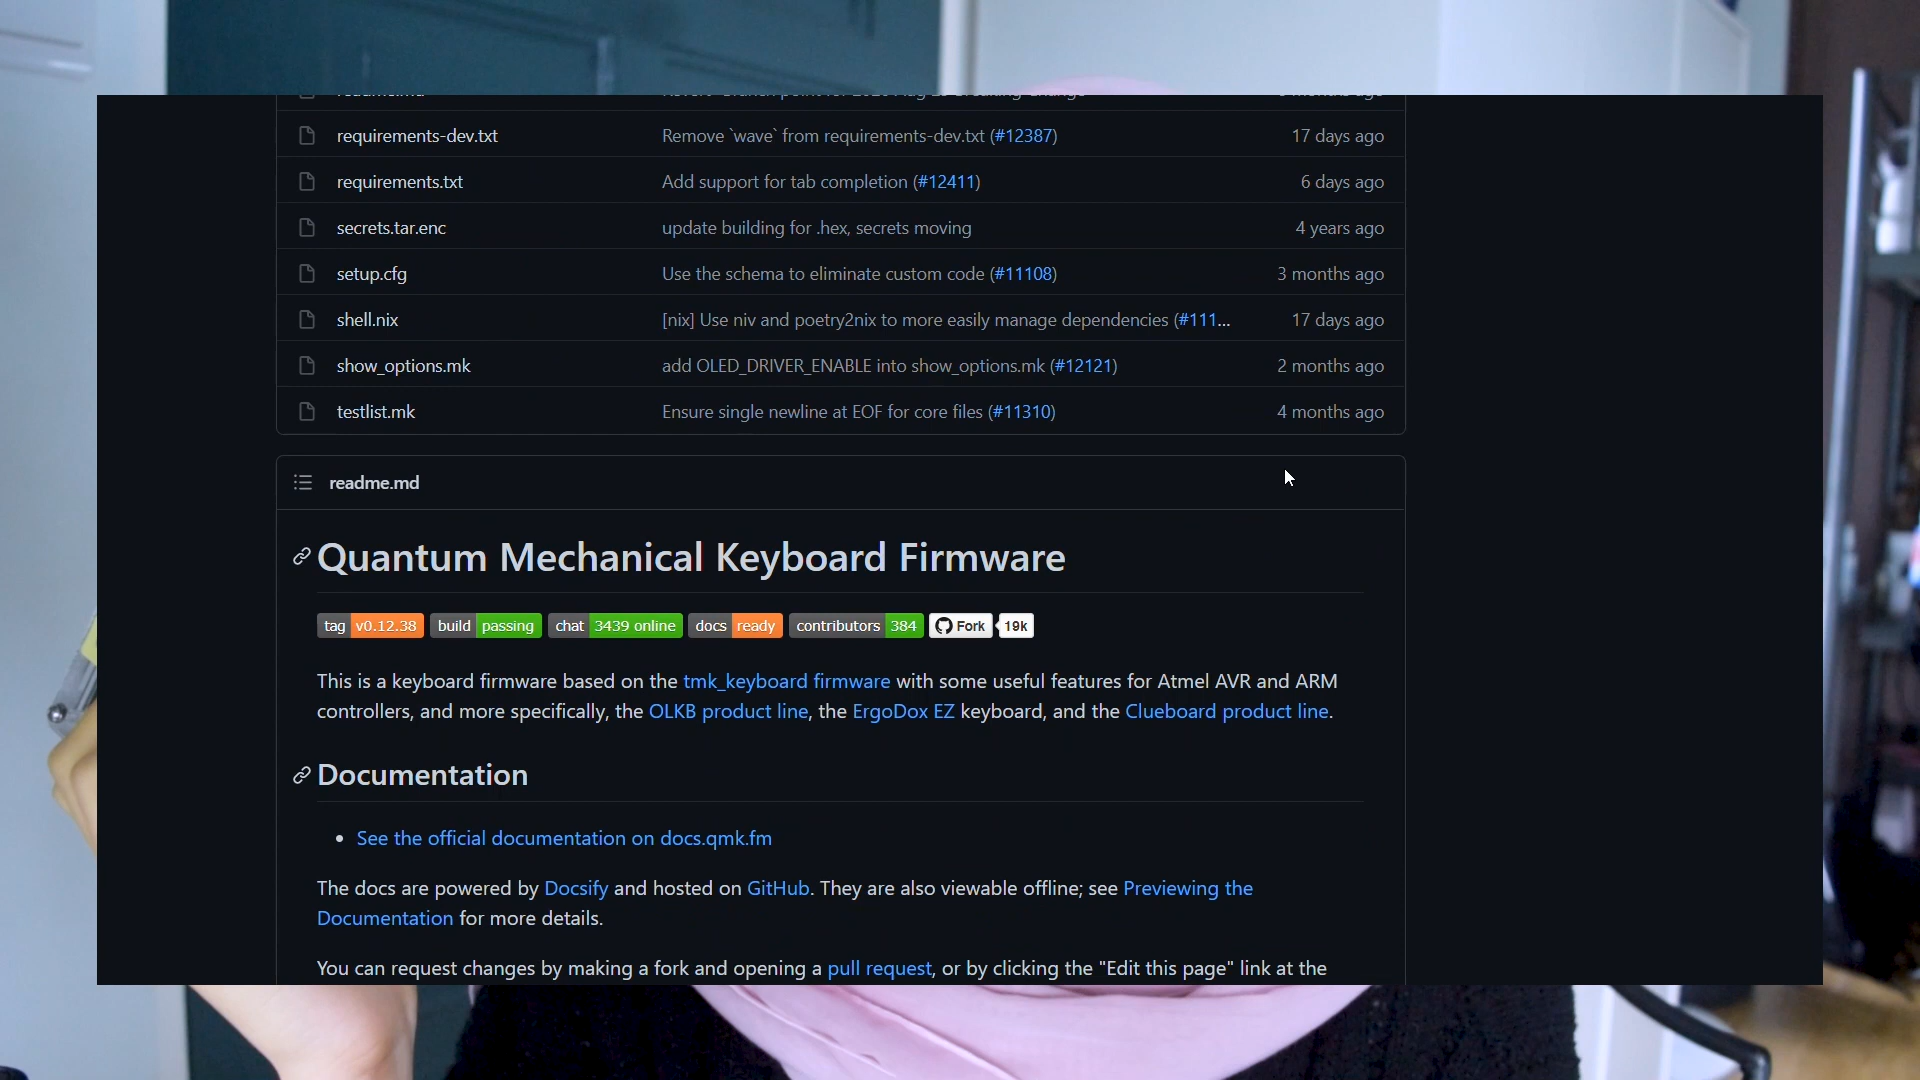 requirements-dev.txt Remove `wave` from requirements-dev.txt (#12387) 17 days ago
requirements.txt Add support for tab completion (#12411) 6 days ago
secrets.tar.enc update building for .hex, secrets moving 4 years ago
setup.cfg Use the schema to eliminate custom code (#11108) 3 months ago
shell.nix [nix] Use niv and poetry2nix to more easily manage dependencies (#111... 17 days ago
show_options.mk add OLED_DRIVER_ENABLE into show_options.mk (#12121) 2 months ago
testlist.mk Ensure single newline at EOF for core files (#11310) 4 months ago
readme.md
Quantum Mechanical Keyboard Firmware
tag v0.12.38 build passing chat 3439 online docs ready contributors 384 Fork 19k
This is a keyboard firmware based on the tmk_keyboard firmware with some useful features for Atmel AVR and ARM
controllers, and more specifically, the OLKB product line, the ErgoDox EZ keyboard, and the Clueboard product line.
Documentation
• See the official documentation on docs.qmk.fm
The docs are powered by Docsify and hosted on GitHub. They are also viewable offline; see Previewing the
Documentation for more details.
You can request changes by making a fork and opening a pull request, or by clicking the "Edit this page" link at the